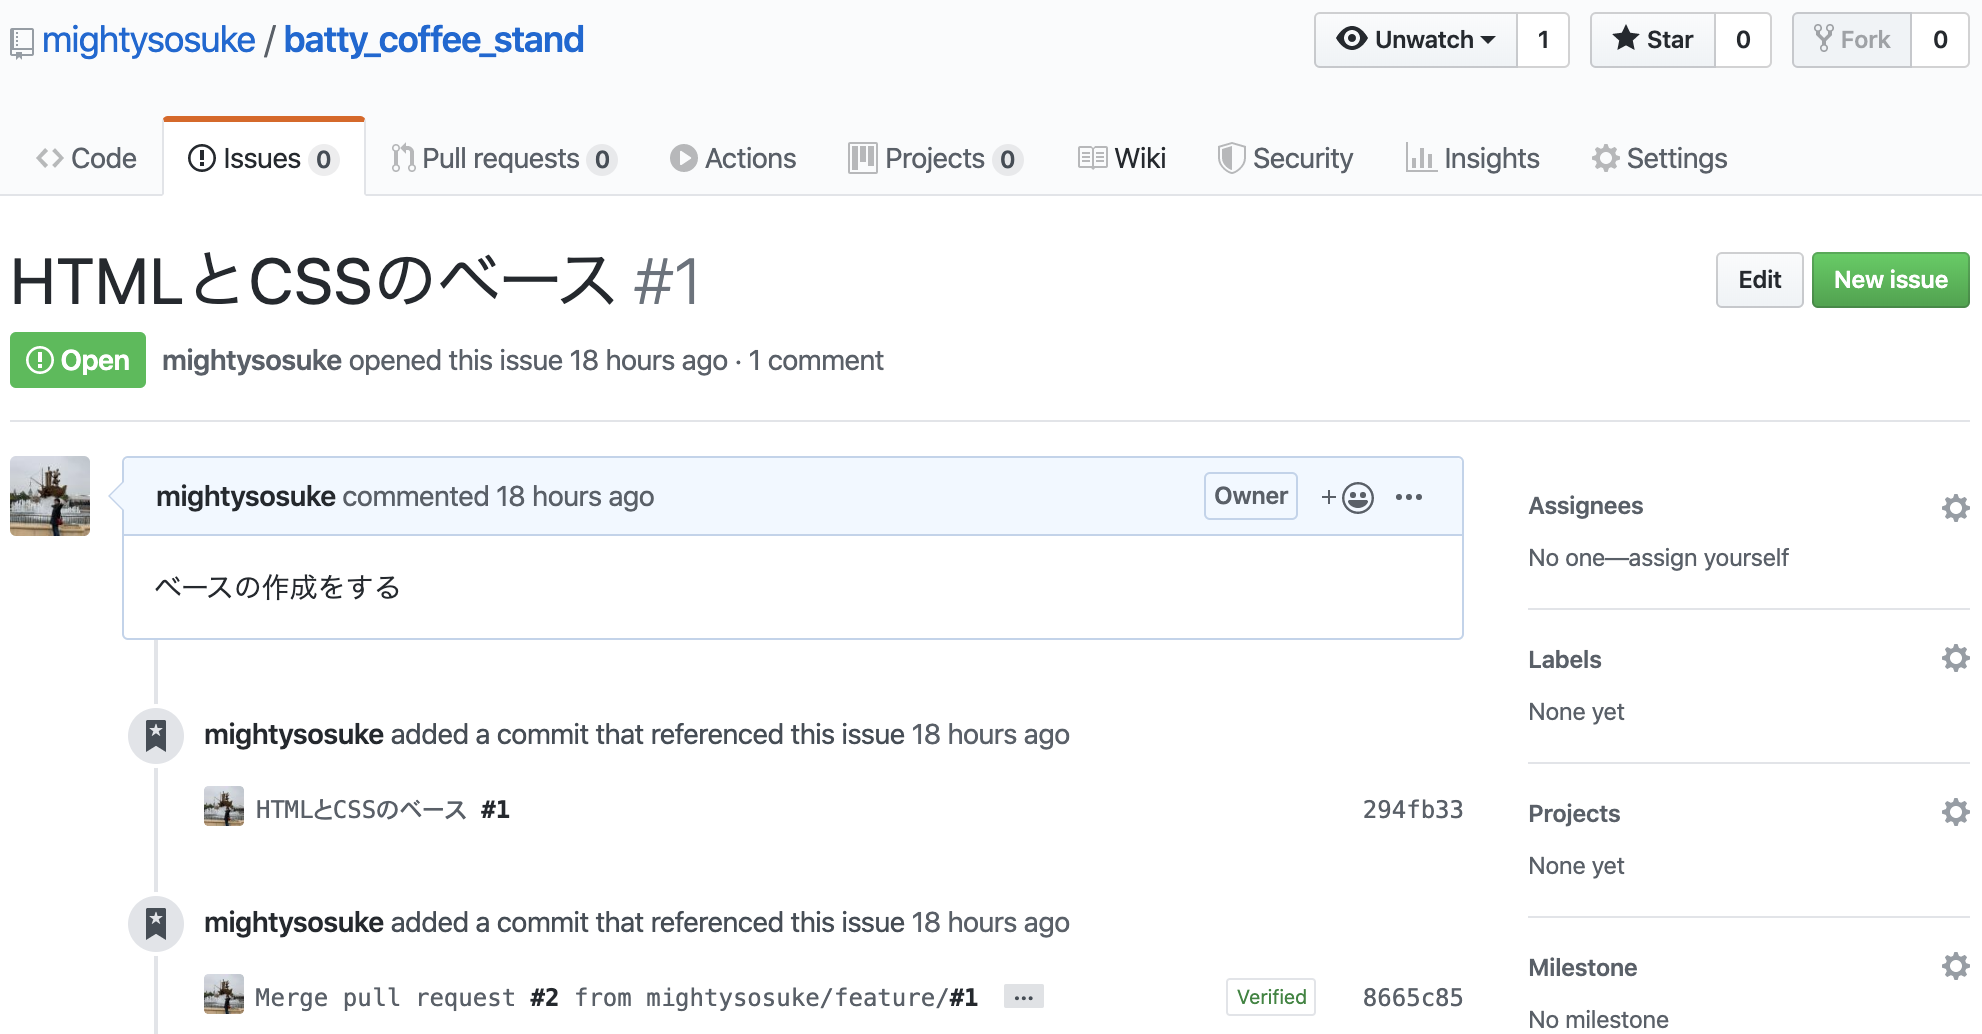 mightysosuke / batty_coffee_stand
Unwatch 1 Star 0 Fork 0
Code Issues 0 Pull requests 0 Actions Projects 0 Wiki Security Insights Settings
HTMLとCSSのベース #1
Edit New issue
Open mightysosuke opened this issue 18 hours ago · 1 comment
mightysosuke commented 18 hours ago Owner
ベースの作成をする
mightysosuke added a commit that referenced this issue 18 hours ago
HTMLとCSSのベース #1 294fb33
mightysosuke added a commit that referenced this issue 18 hours ago
Merge pull request #2 from mightysosuke/feature/#1 … Verified 8665c85
Assignees
No one—assign yourself
Labels
None yet
Projects
None yet
Milestone
No milestone